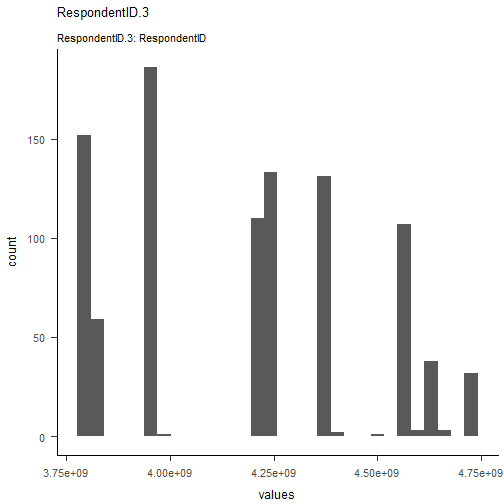 RespondentID.3
RespondentID.3: RespondentID
150
100
50
0
count
3.75e+09 4.00e+09 4.25e+09 4.50e+09 4.75e+09
values